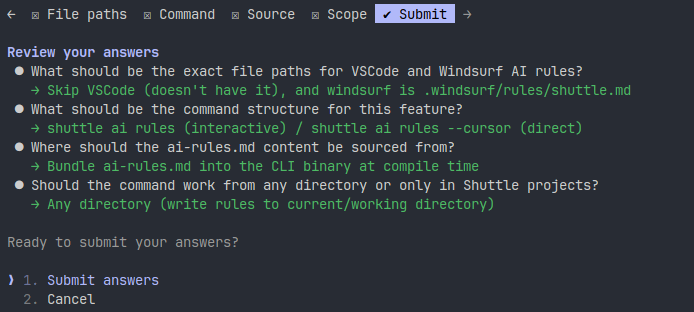 ← ☒ File paths ☒ Command ☒ Source ☒ Scope ✔ Submit →
Review your answers
● What should be the exact file paths for VSCode and Windsurf AI rules?
→ Skip VSCode (doesn't have it), and windsurf is .windsurf/rules/shuttle.md
● What should be the command structure for this feature?
→ shuttle ai rules (interactive) / shuttle ai rules --cursor (direct)
● Where should the ai-rules.md content be sourced from?
→ Bundle ai-rules.md into the CLI binary at compile time
● Should the command work from any directory or only in Shuttle projects?
→ Any directory (write rules to current/working directory)
Ready to submit your answers?
❯ 1. Submit answers
2. Cancel